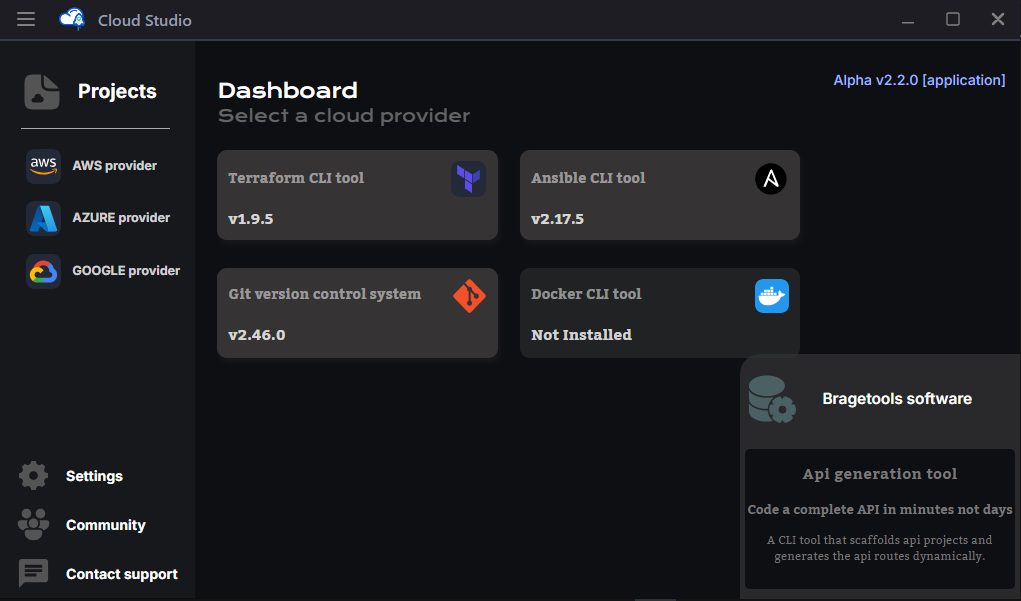 Cloud Studio
Projects
aws
AWS provider
AZURE provider
GOOGLE provider
Settings
Community
Contact support
Dashboard
Select a cloud provider
Alpha v2.2.0 [application]
Terraform CLI tool
v1.9.5
Ansible CLI tool
A
v2.17.5
Git version control system
v2.46.0
Docker CLI tool
Not Installed
Bragetools software
Api generation tool
Code a complete API in minutes not days
A CLI tool that scaffolds api projects and
generates the api routes dynamically.